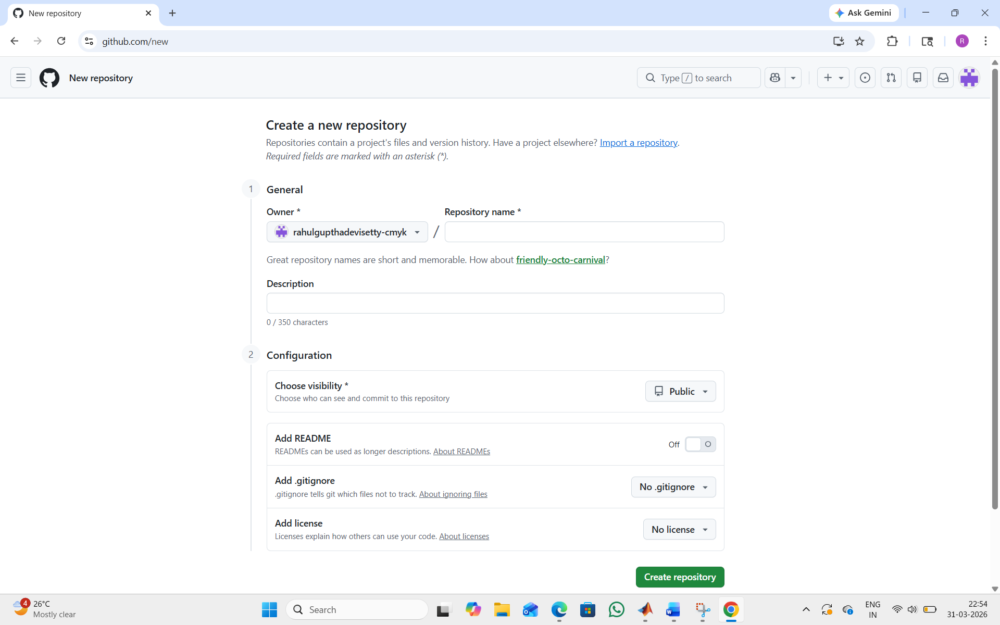 New repository
Ask Gemini
github.com/new
R
New repository
Type / to search
Create a new repository
Repositories contain a project's files and version history. Have a project elsewhere? Import a repository.
Required fields are marked with an asterisk (*).
1 General
Owner * Repository name *
rahulgupthadevisetty-cmyk /
Great repository names are short and memorable. How about friendly-octo-carnival?
Description
0 / 350 characters
2 Configuration
Choose visibility *
Choose who can see and commit to this repository
Public
Add README
READMEs can be used as longer descriptions. About READMEs
Off
Add .gitignore
.gitignore tells git which files not to track. About ignoring files
No .gitignore
Add license
Licenses explain how others can use your code. About licenses
No license
Create repository
4
26°C
Mostly clear
Search
ENG
IN
22:54
31-03-2026